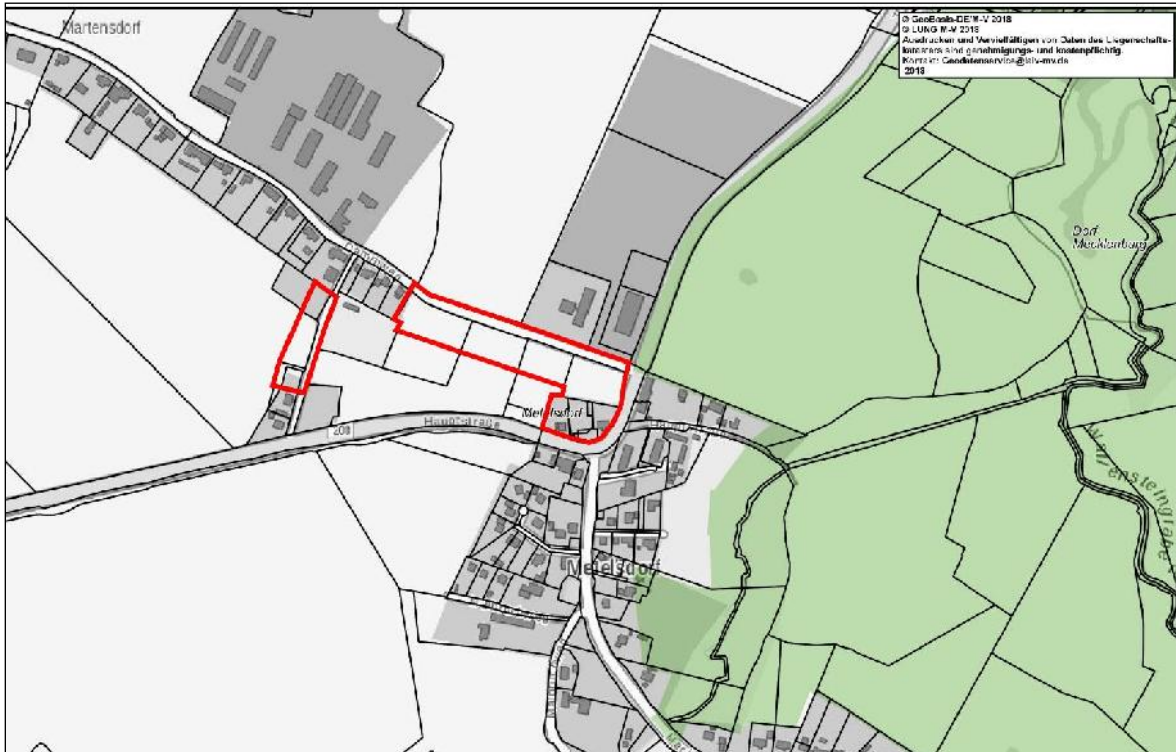 Martensdorf
© GeoBasis-DE/M-V 2018
© LUNG M-V 2018
Ausdrucken und Vervielfältigen von Daten des Liegenschafts-
katasters sind genehmigungs- und kostenpflichtig.
Kontakt: Geodatenservice@laiv-mv.de
2018
Dorf
Mecklenburg
Metelsdorf
Hauptstraße
208
Metelsdorf